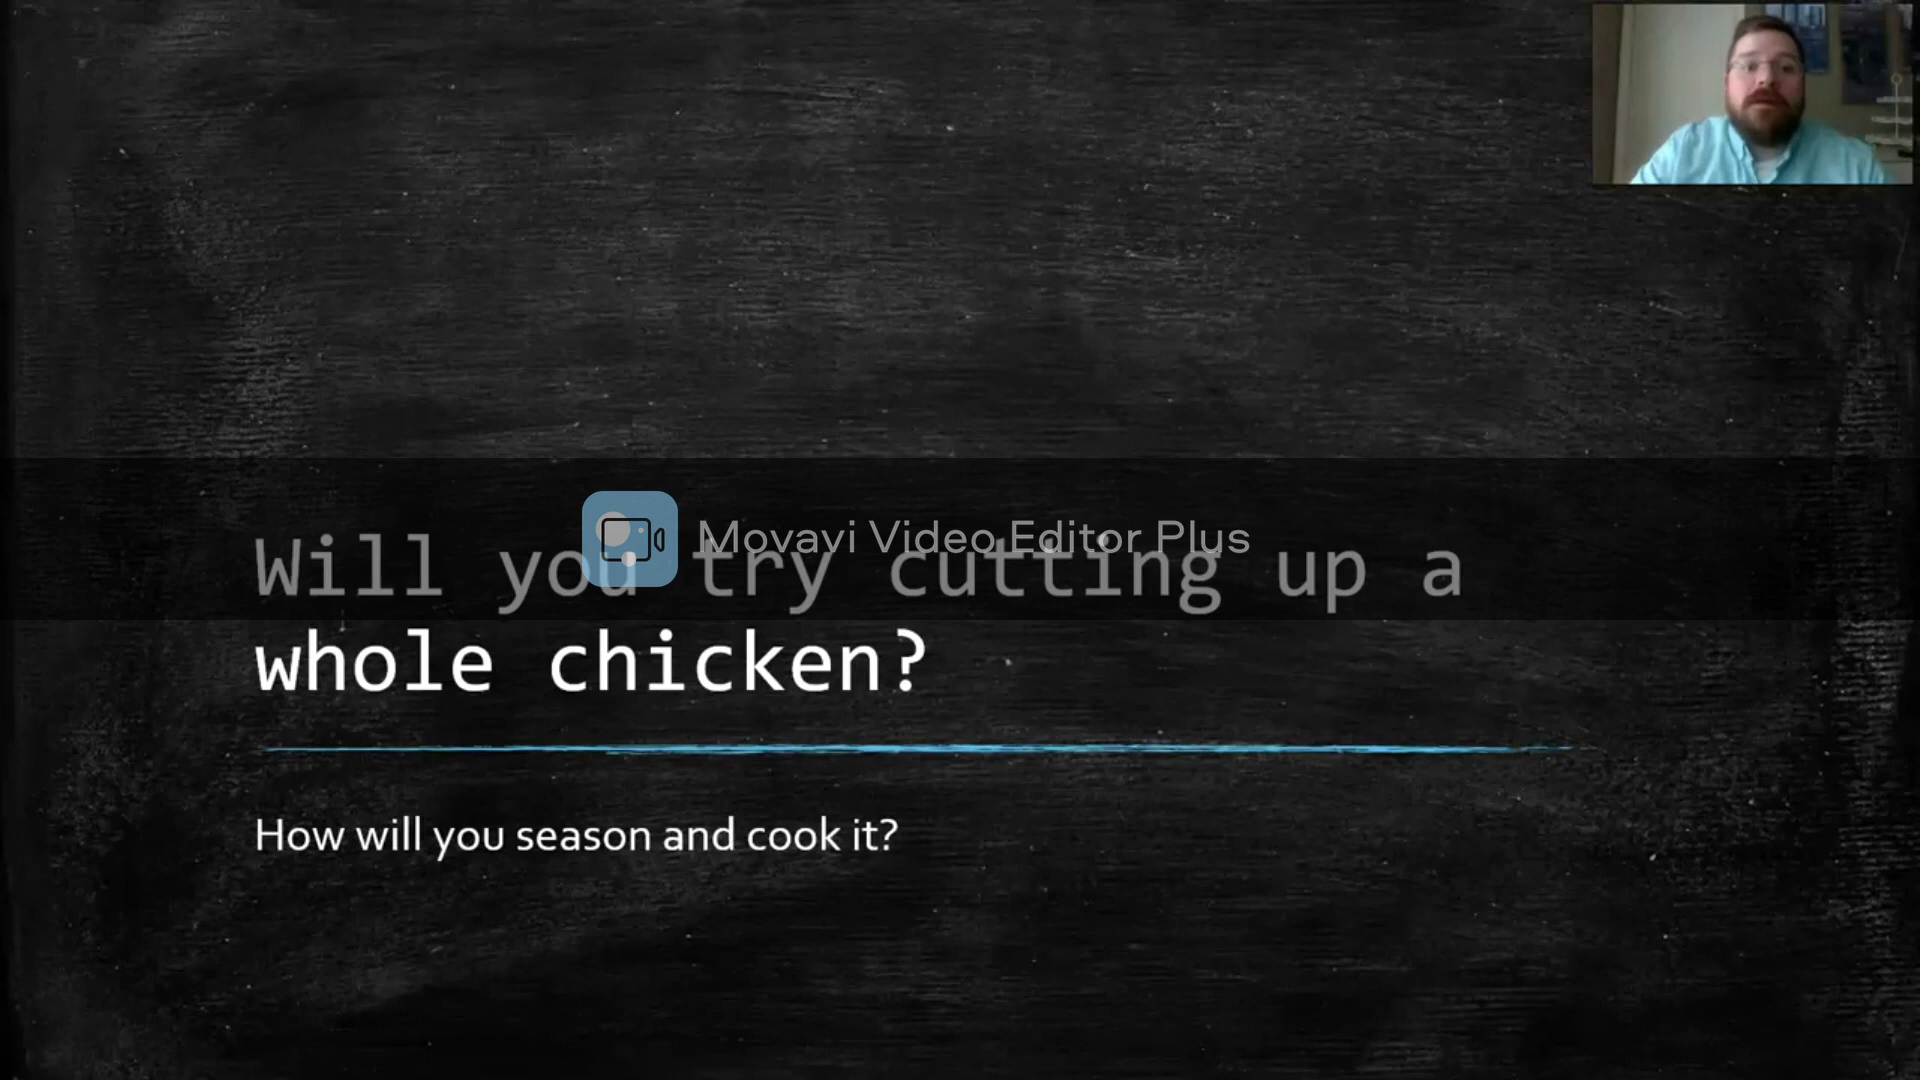 Movavi Video Editor Plus
Will you try cutting up a
whole chicken?
How will you season and cook it?